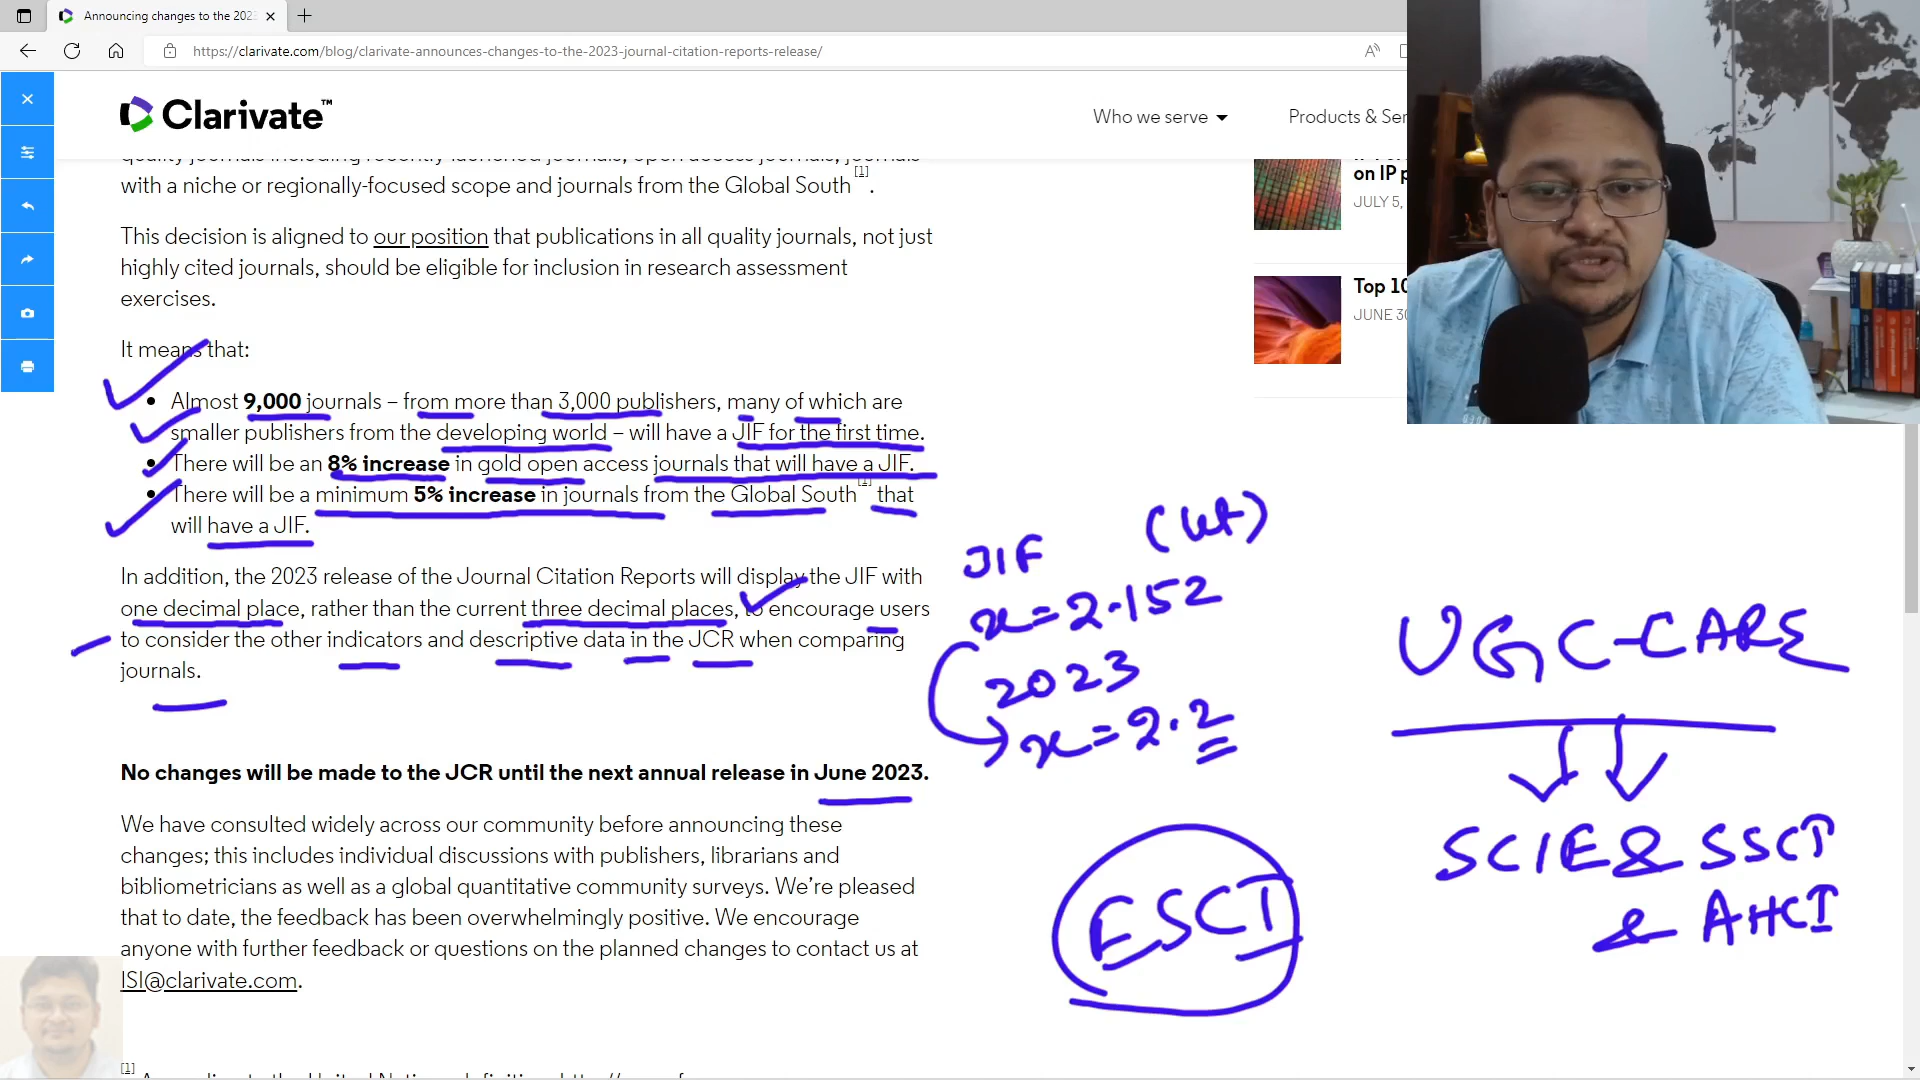 Announcing changes to the 202
https://clarivate.com/blog/clarivate-announces-changes-to-the-2023-journal-citation-reports-release/
Clarivate™
Who we serve
Products & Ser
quality journals including recently launched journals, open access journals, journals
with a niche or regionally-focused scope and journals from the Global South [1].
This decision is aligned to our position that publications in all quality journals, not just
highly cited journals, should be eligible for inclusion in research assessment
exercises.
It means that:
• Almost 9,000 journals – from more than 3,000 publishers, many of which are
smaller publishers from the developing world – will have a JIF for the first time.
• There will be an 8% increase in gold open access journals that will have a JIF.
• There will be a minimum 5% increase in journals from the Global South [1] that
will have a JIF.
In addition, the 2023 release of the Journal Citation Reports will display the JIF with
one decimal place, rather than the current three decimal places, to encourage users
to consider the other indicators and descriptive data in the JCR when comparing
journals.
No changes will be made to the JCR until the next annual release in June 2023.
We have consulted widely across our community before announcing these
changes; this includes individual discussions with publishers, librarians and
bibliometricians as well as a global quantitative community surveys. We're pleased
that to date, the feedback has been overwhelmingly positive. We encourage
anyone with further feedback or questions on the planned changes to contact us at
ISI@clarivate.com.
[1]
on IP
JULY 5,
Top 10
JUNE 30
JIF
x=2.152
2023
x=2.2
ESCI
UGC-CARE
SCIE & SSCI
& AHCI